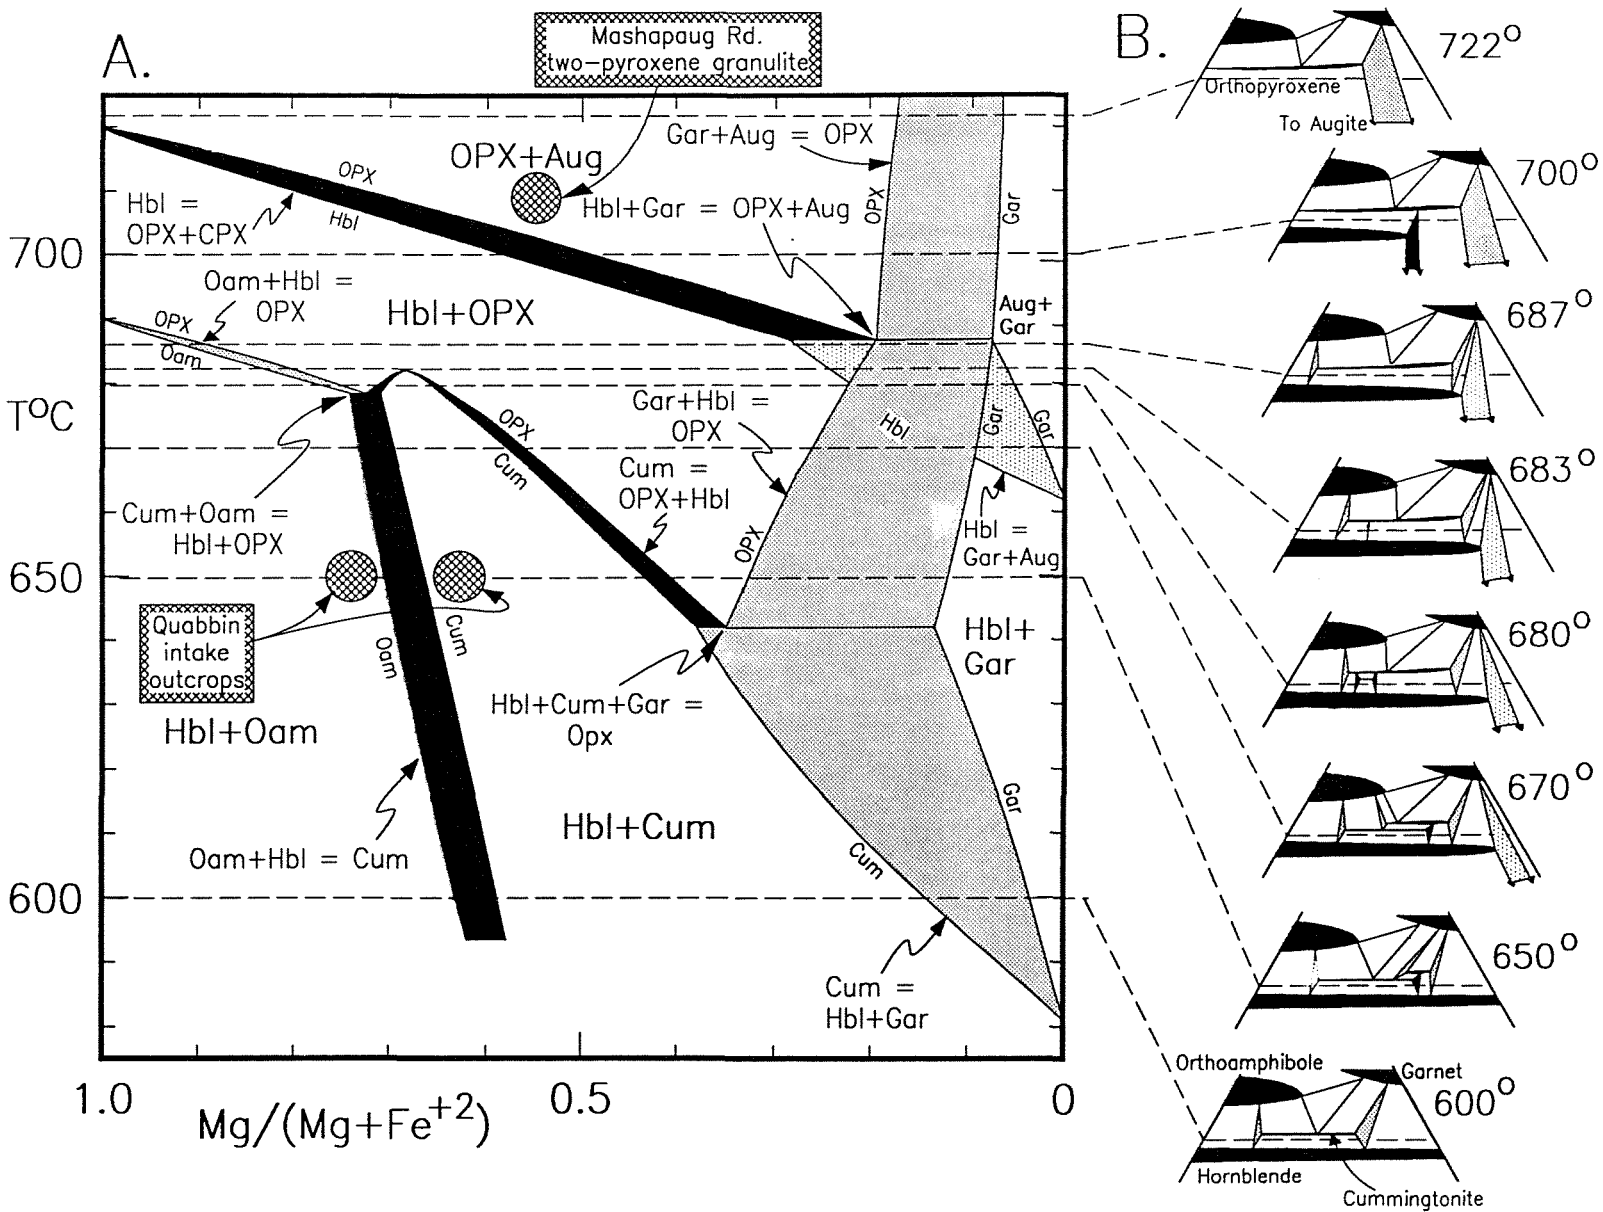 A.
Mashapaug Rd.
two-pyroxene granulite
OPX+Aug
Gar+Aug = OPX
OPX
Hbl
Hbl =
OPX+CPX
Hbl+Gar = OPX+Aug
OPX
Gar
700
Oam+Hbl =
OPX
Hbl+OPX
Aug+
Gar
OPX
Oam
T°C
Gar+Hbl =
OPX
Hbl
Gar
Gar
OPX
Cum
Cum =
OPX+Hbl
Cum+Oam =
Hbl+OPX
OPX
Hbl =
Gar+Aug
650
Quabbin
intake
outcrops
Oam
Cum
Hbl+
Gar
Hbl+Cum+Gar =
Opx
Hbl+Oam
Gar
Hbl+Cum
Oam+Hbl = Cum
Cum
600
Cum =
Hbl+Gar
1.0
0.5
0
Mg/(Mg+Fe+2)
B.
722°
Orthopyroxene
To Augite
700°
687°
683°
680°
670°
650°
Orthoamphibole
Garnet
600°
Hornblende
Cummingtonite